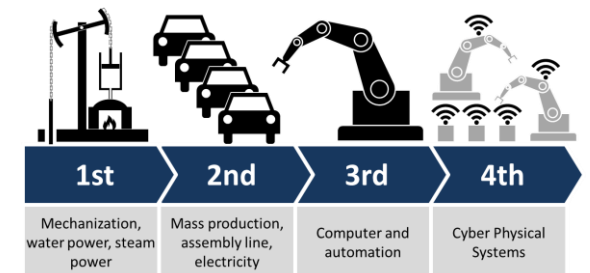 1st
2nd
3rd
4th
Mechanization,
water power, steam
power
Mass production,
assembly line,
electricity
Computer and
automation
Cyber Physical
Systems